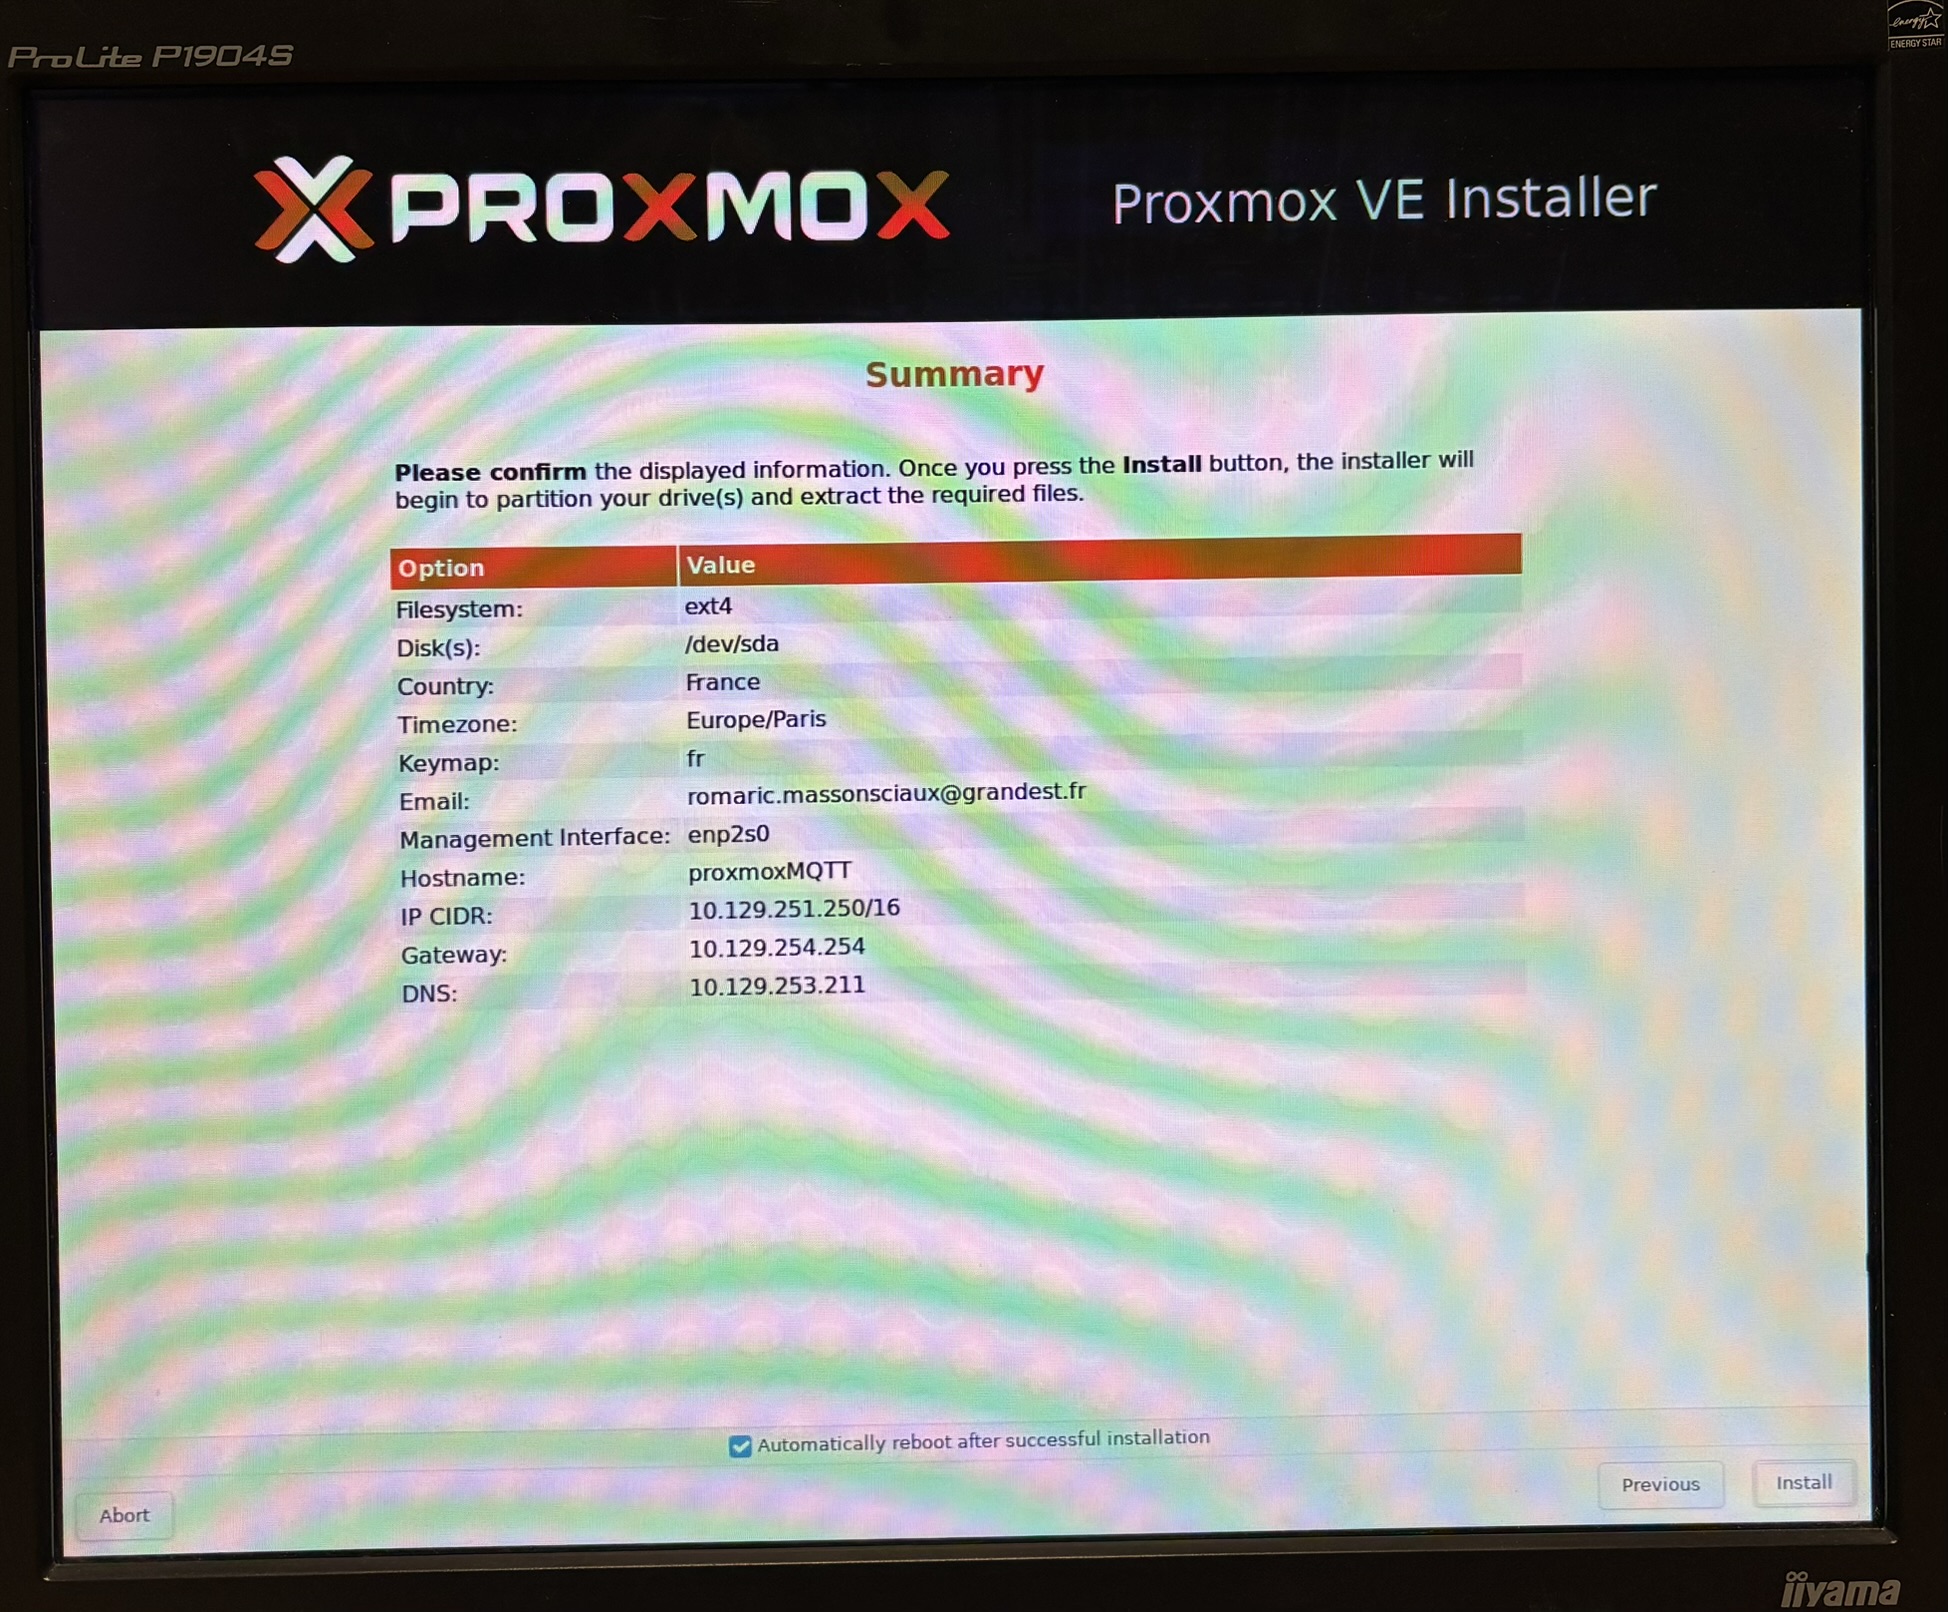 ProLite P1904S
energy
ENERGY STAR
PROXMOX
Proxmox VE Installer
Summary
Please confirm the displayed information. Once you press the Install button, the installer will
begin to partition your drive(s) and extract the required files.
Option Value
Filesystem: ext4
Disk(s): /dev/sda
Country: France
Timezone: Europe/Paris
Keymap: fr
Email: romaric.massonsciaux@grandest.fr
Management Interface: enp2s0
Hostname: proxmoxMQTT
IP CIDR: 10.129.251.250/16
Gateway: 10.129.254.254
DNS: 10.129.253.211
Automatically reboot after successful installation
Abort
Previous
Install
iiyama